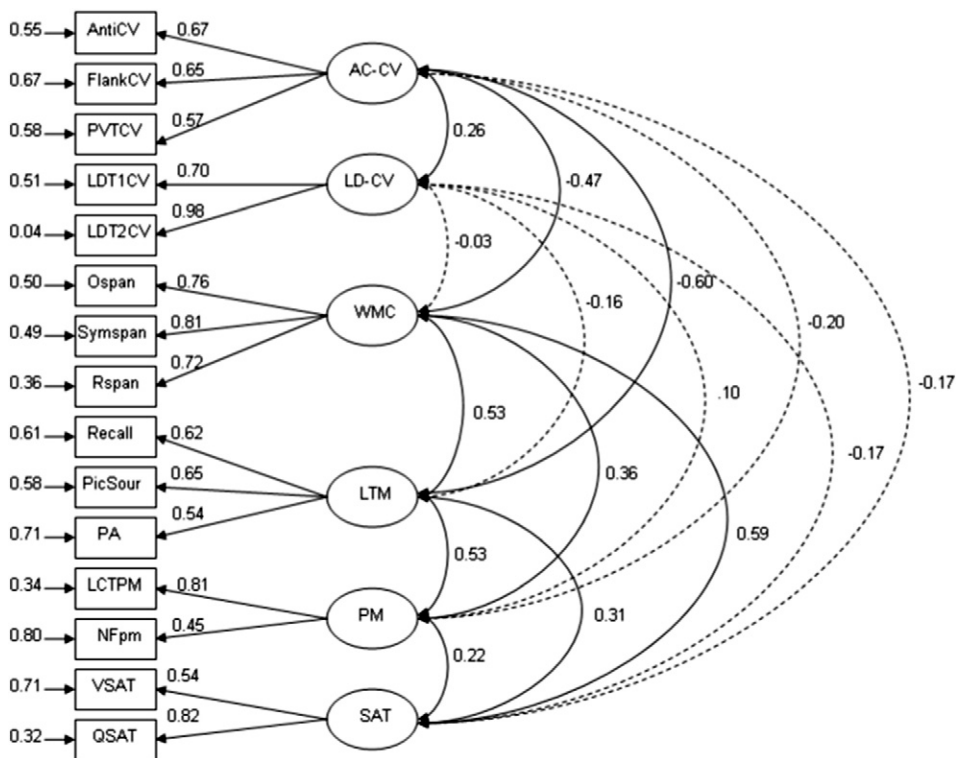 0.55 AntiCV 0.67
0.67 FlankCV 0.65 AC-CV
0.58 PVTCV 0.57 0.26
0.51 LDT1CV 0.70 LD-CV -0.47
0.04 LDT2CV 0.98 -0.03
0.50 Ospan 0.76 -0.16 -0.60
0.49 Symspan 0.81 WMC -0.20
0.36 Rspan 0.72 -0.17
.10
0.61 Recall 0.62 0.53
0.58 PicSour 0.65 LTM 0.36 -0.17
0.71 PA 0.54 0.59
0.53
0.34 LCTPM 0.81
0.80 NFpm 0.45 PM 0.31
0.22
0.71 VSAT 0.54
0.32 QSAT 0.82 SAT